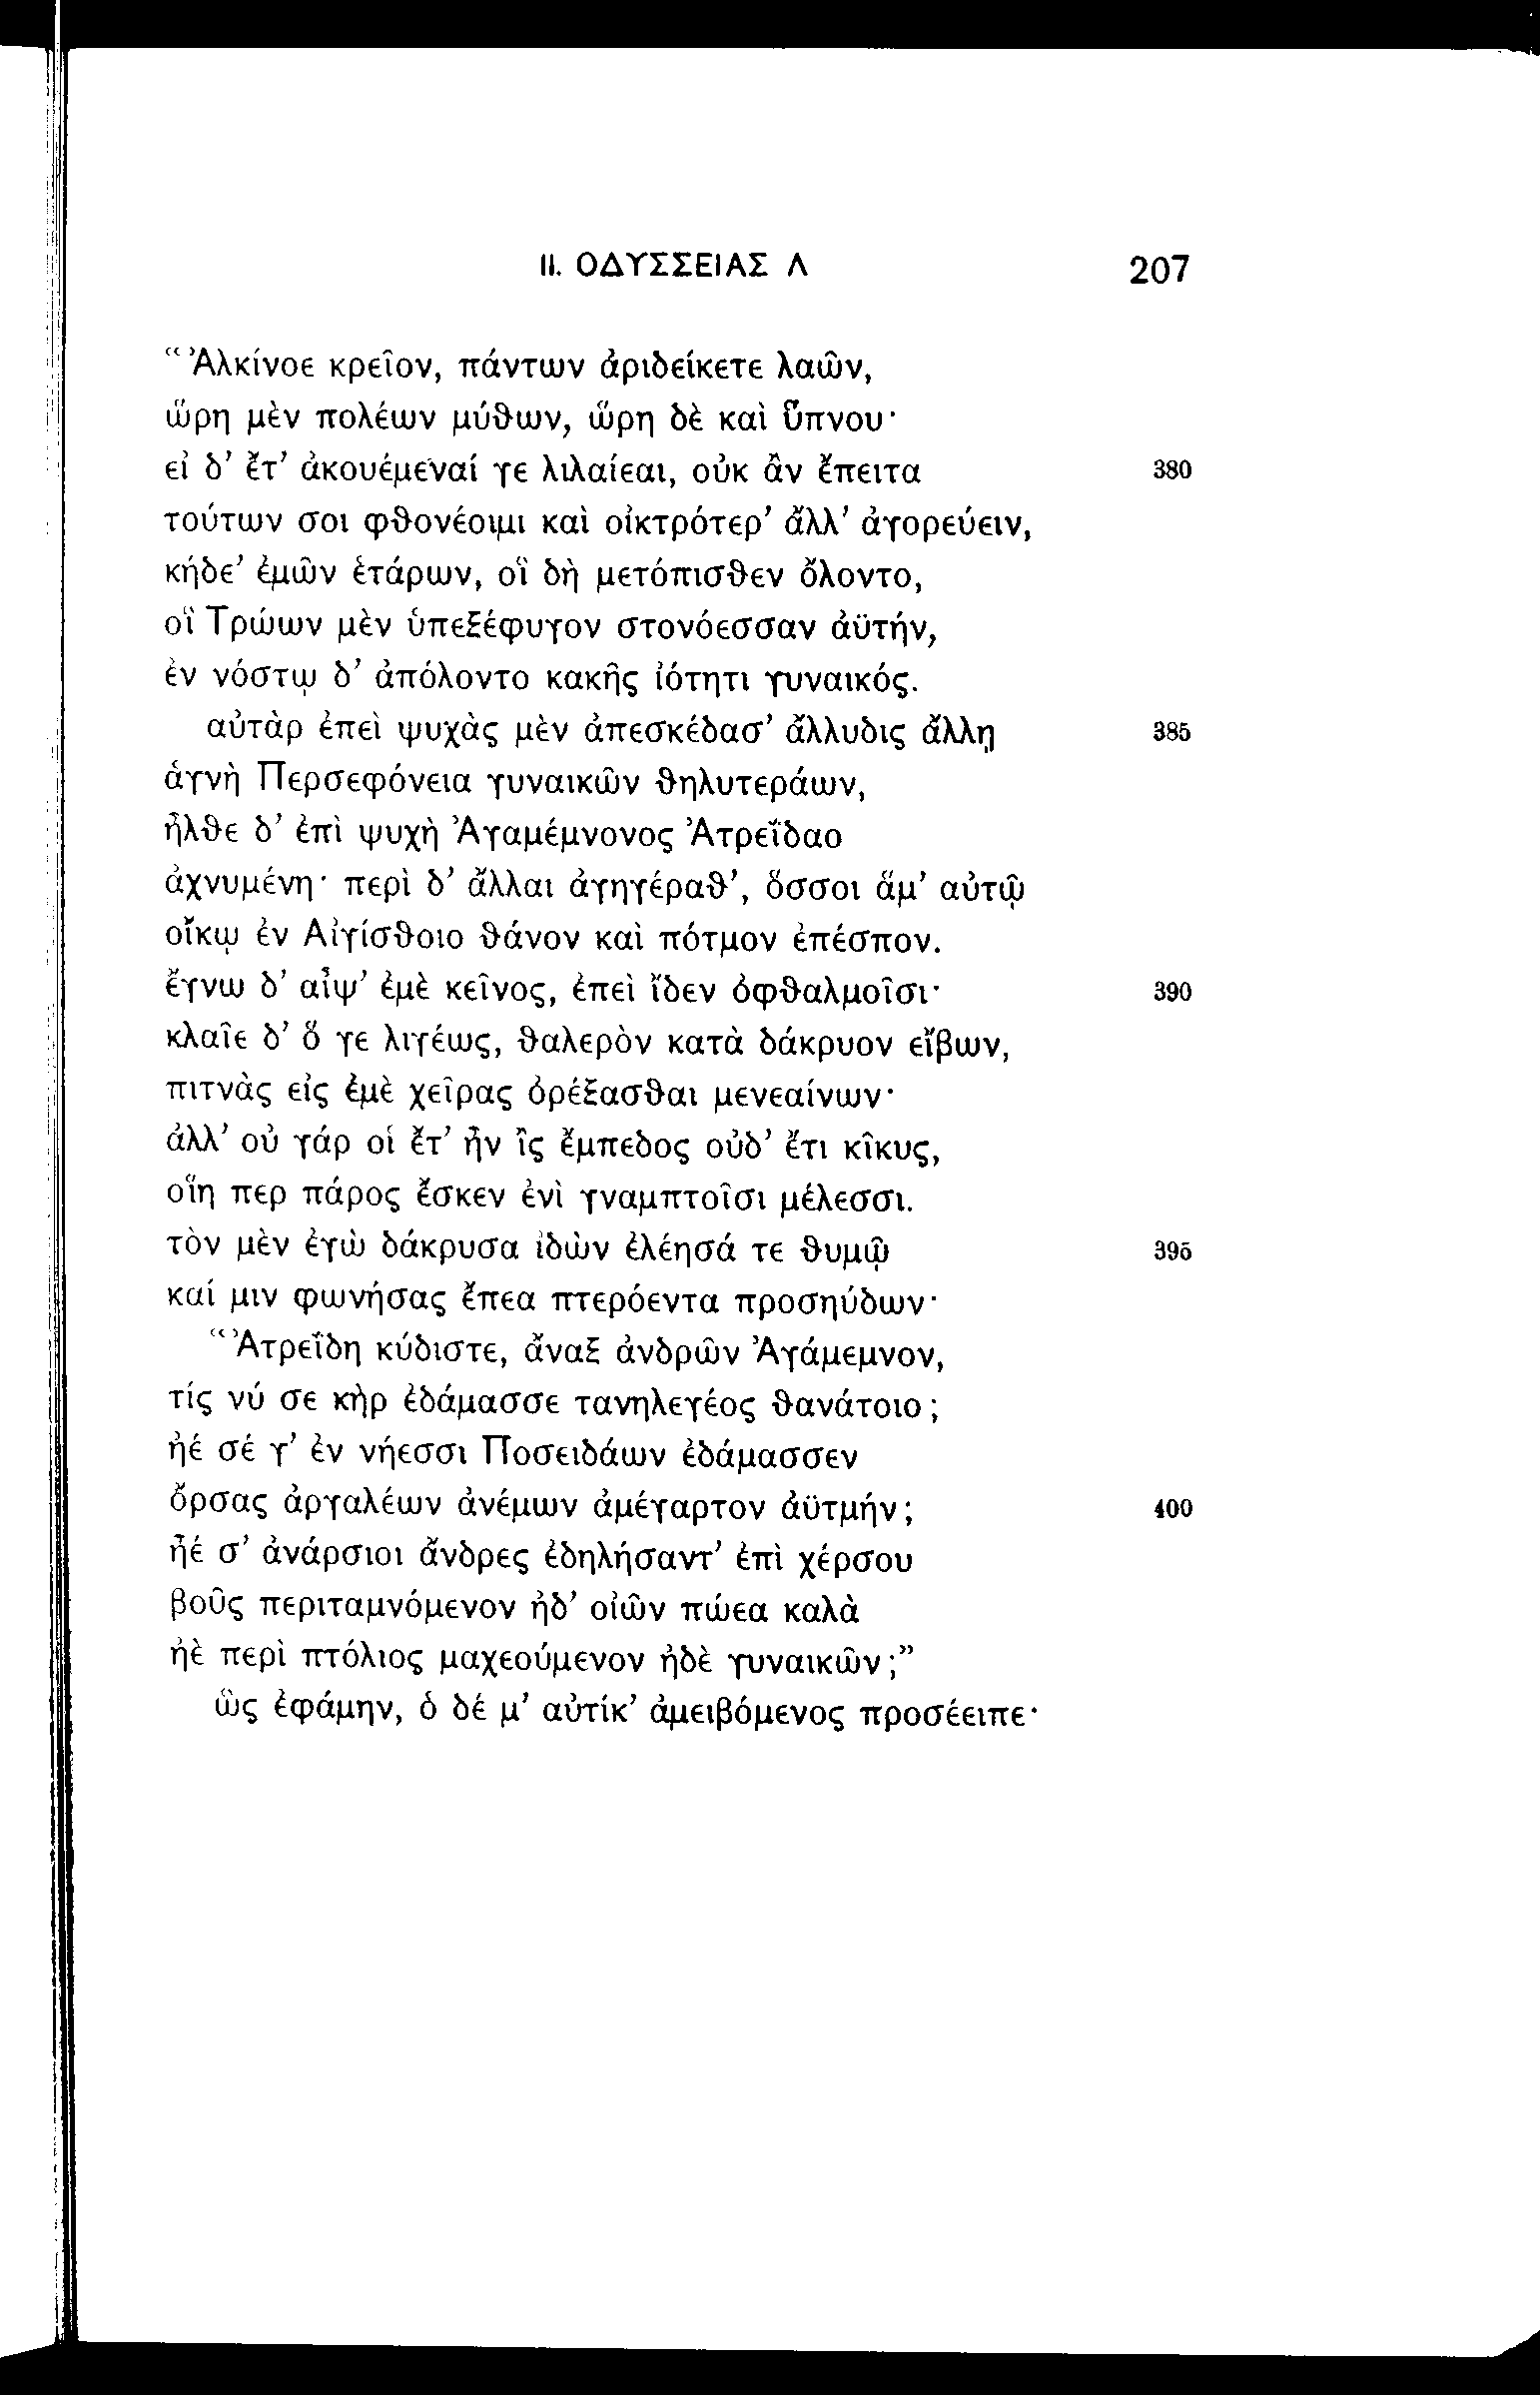 II. ΟΔΥΣΣΕΙΑΣ Λ 207
“Ἀλκίνοε κρεῖον, πάντων ἀριδείκετε λαῶν,
ὥρη μὲν πολέων μύθων, ὥρη δὲ καὶ ὕπνου·
εἰ δ’ ἔτ’ ἀκουέμεναί γε λιλαίεαι, οὐκ ἂν ἔπειτα 380
τούτων σοι φθονέοιμι καὶ οἰκτρότερ’ ἄλλ’ ἀγορεύειν,
κήδε’ ἐμῶν ἑτάρων, οἳ δὴ μετόπισθεν ὄλοντο,
οἳ Τρώων μὲν ὑπεξέφυγον στονόεσσαν ἀϋτήν,
ἐν νόστῳ δ’ ἀπόλοντο κακῆς ἰότητι γυναικός.
αὐτὰρ ἐπεὶ ψυχὰς μὲν ἀπεσκέδασ’ ἄλλυδις ἄλλῃ 385
ἁγνὴ Περσεφόνεια γυναικῶν θηλυτεράων,
ἦλθε δ’ ἐπὶ ψυχὴ Ἀγαμέμνονος Ἀτρεΐδαο
ἀχνυμένη· περὶ δ’ ἄλλαι ἀγηγέραθ’, ὅσσοι ἅμ’ αὐτῷ
οἴκῳ ἐν Αἰγίσθοιο θάνον καὶ πότμον ἐπέσπον.
ἔγνω δ’ αἶψ’ ἐμὲ κεῖνος, ἐπεὶ ἴδεν ὀφθαλμοῖσι· 390
κλαῖε δ’ ὅ γε λιγέως, θαλερὸν κατὰ δάκρυον εἴβων,
πιτνὰς εἰς ἐμὲ χεῖρας ὀρέξασθαι μενεαίνων·
ἀλλ’ οὐ γάρ οἱ ἔτ’ ἦν ἲς ἔμπεδος οὐδ’ ἔτι κῖκυς,
οἵη περ πάρος ἔσκεν ἐνὶ γναμπτοῖσι μέλεσσι.
τὸν μὲν ἐγὼ δάκρυσα ἰδὼν ἐλέησά τε θυμῷ 395
καί μιν φωνήσας ἔπεα πτερόεντα προσηύδων·
“Ἀτρεΐδη κύδιστε, ἄναξ ἀνδρῶν Ἀγάμεμνον,
τίς νύ σε κὴρ ἐδάμασσε τανηλεγέος θανάτοιο;
ἠέ σέ γ’ ἐν νήεσσι Ποσειδάων ἐδάμασσεν
ὄρσας ἀργαλέων ἀνέμων ἀμέγαρτον ἀϋτμήν; 400
ἦέ σ’ ἀνάρσιοι ἄνδρες ἐδηλήσαντ’ ἐπὶ χέρσου
βοῦς περιταμνόμενον ἠδ’ οἰῶν πώεα καλὰ
ἠὲ περὶ πτόλιος μαχεούμενον ἠδὲ γυναικῶν;”
ὣς ἐφάμην, ὁ δέ μ’ αὐτίκ’ ἀμειβόμενος προσέειπε·